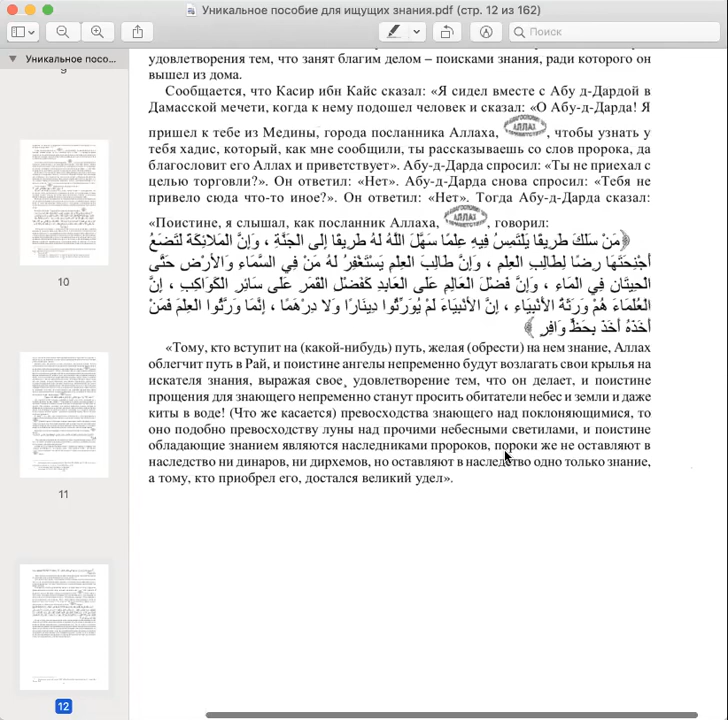 Уникальное пособие для ищущих знания.pdf (стр. 12 из 162)
Поиск
Уникальное посо...
9
10
11
12
удовлетворения тем, что занят благим делом – поисками знания, ради которого он
вышел из дома.
Сообщается, что Касир ибн Кайс сказал: «Я сидел вместе с Абу д-Дардой в
Дамасской мечети, когда к нему подошел человек и сказал: «О Абу-д-Дарда! Я
пришел к тебе из Медины, города посланника Аллаха, , чтобы узнать у
тебя хадис, который, как мне сообщили, ты рассказываешь со слов пророка, да
благословит его Аллах и приветствует». Абу-д-Дарда спросил: «Ты не приехал с
целью торговли?». Он ответил: «Нет». Абу-д-Дарда снова спросил: «Тебя не
привело сюда что-то иное?». Он ответил: «Нет». Тогда Абу-д-Дарда сказал:
«Поистине, я слышал, как посланник Аллаха, , говорил:
﴿مَنْ سَلَكَ طَرِيقًا يَلْتَمِسُ فِيهِ عِلْمًا سَهَّلَ اللَّهُ لَهُ طَرِيقًا إِلَى الْجَنَّةِ ، وَإِنَّ الْمَلَائِكَةَ لَتَضَعُ
أَجْنِحَتَهَا رِضًا لِطَالِبِ الْعِلْمِ ، وَإِنَّ طَالِبَ الْعِلْمِ يَسْتَغْفِرُ لَهُ مَنْ فِي السَّمَاءِ وَالْأَرْضِ حَتَّى
الْحِيتَانِ فِي الْمَاءِ ، وَإِنَّ فَضْلَ الْعَالِمِ عَلَى الْعَابِدِ كَفَضْلِ الْقَمَرِ عَلَى سَائِرِ الْكَوَاكِبِ ، إِنَّ
الْعُلَمَاءَ هُمْ وَرَثَةُ الْأَنْبِيَاءِ ، إِنَّ الْأَنْبِيَاءَ لَمْ يُوَرِّثُوا دِينَارًا وَلَا دِرْهَمًا ، إِنَّمَا وَرَّثُوا الْعِلْمَ فَمَنْ
أَخَذَهُ أَخَذَ بِحَظٍّ وَافِرٍ ﴾
«Тому, кто вступит на (какой-нибудь) путь, желая (обрести) на нем знание, Аллах
облегчит путь в Рай, и поистине ангелы непременно будут возлагать свои крылья на
искателя знания, выражая свое удовлетворение тем, что он делает, и поистине
прощения для знающего непременно станут просить обитатели небес и земли и даже
киты в воде! (Что же касается) превосходства знающего над поклоняющимися, то
оно подобно превосходству луны над прочими небесными светилами, и поистине
обладающие знанием являются наследниками пророков, пороки же не оставляют в
наследство ни динаров, ни дирхемов, но оставляют в наследство одно только знание,
а тому, кто приобрел его, достался великий удел».